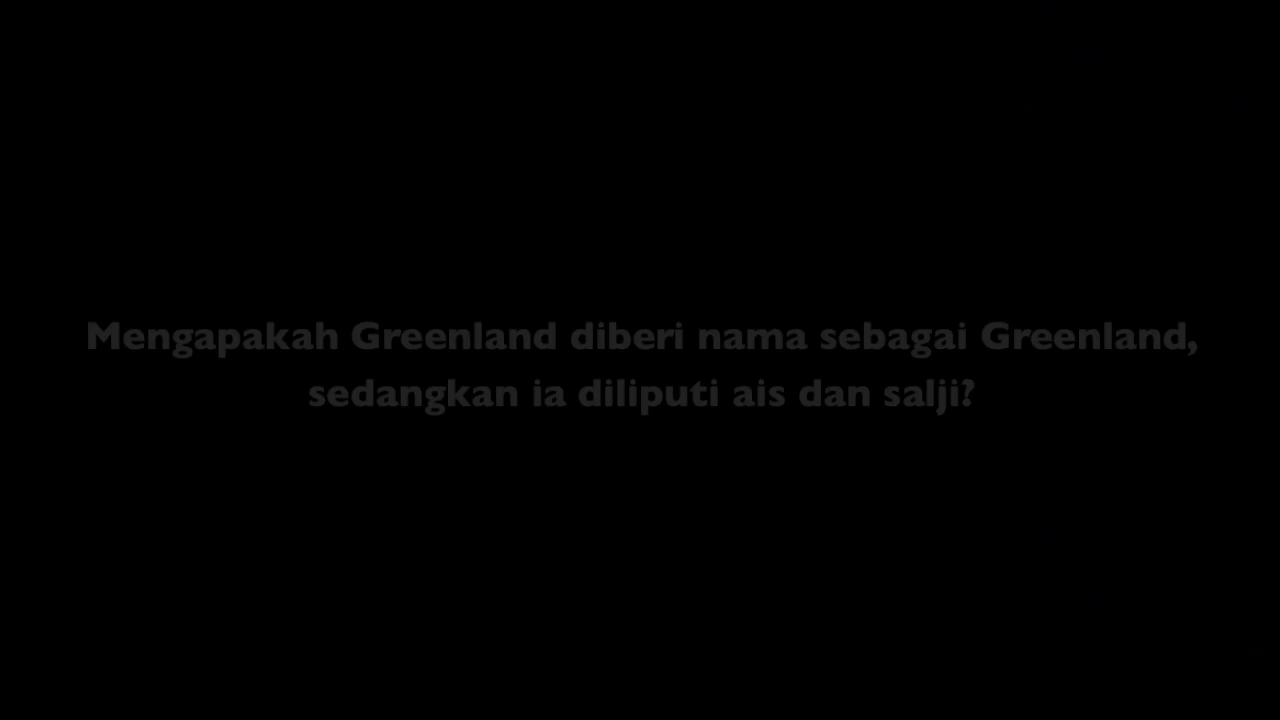 Mengapakah Greenland diberi nama sebagai Greenland,
sedangkan ia diliputi ais dan salji?